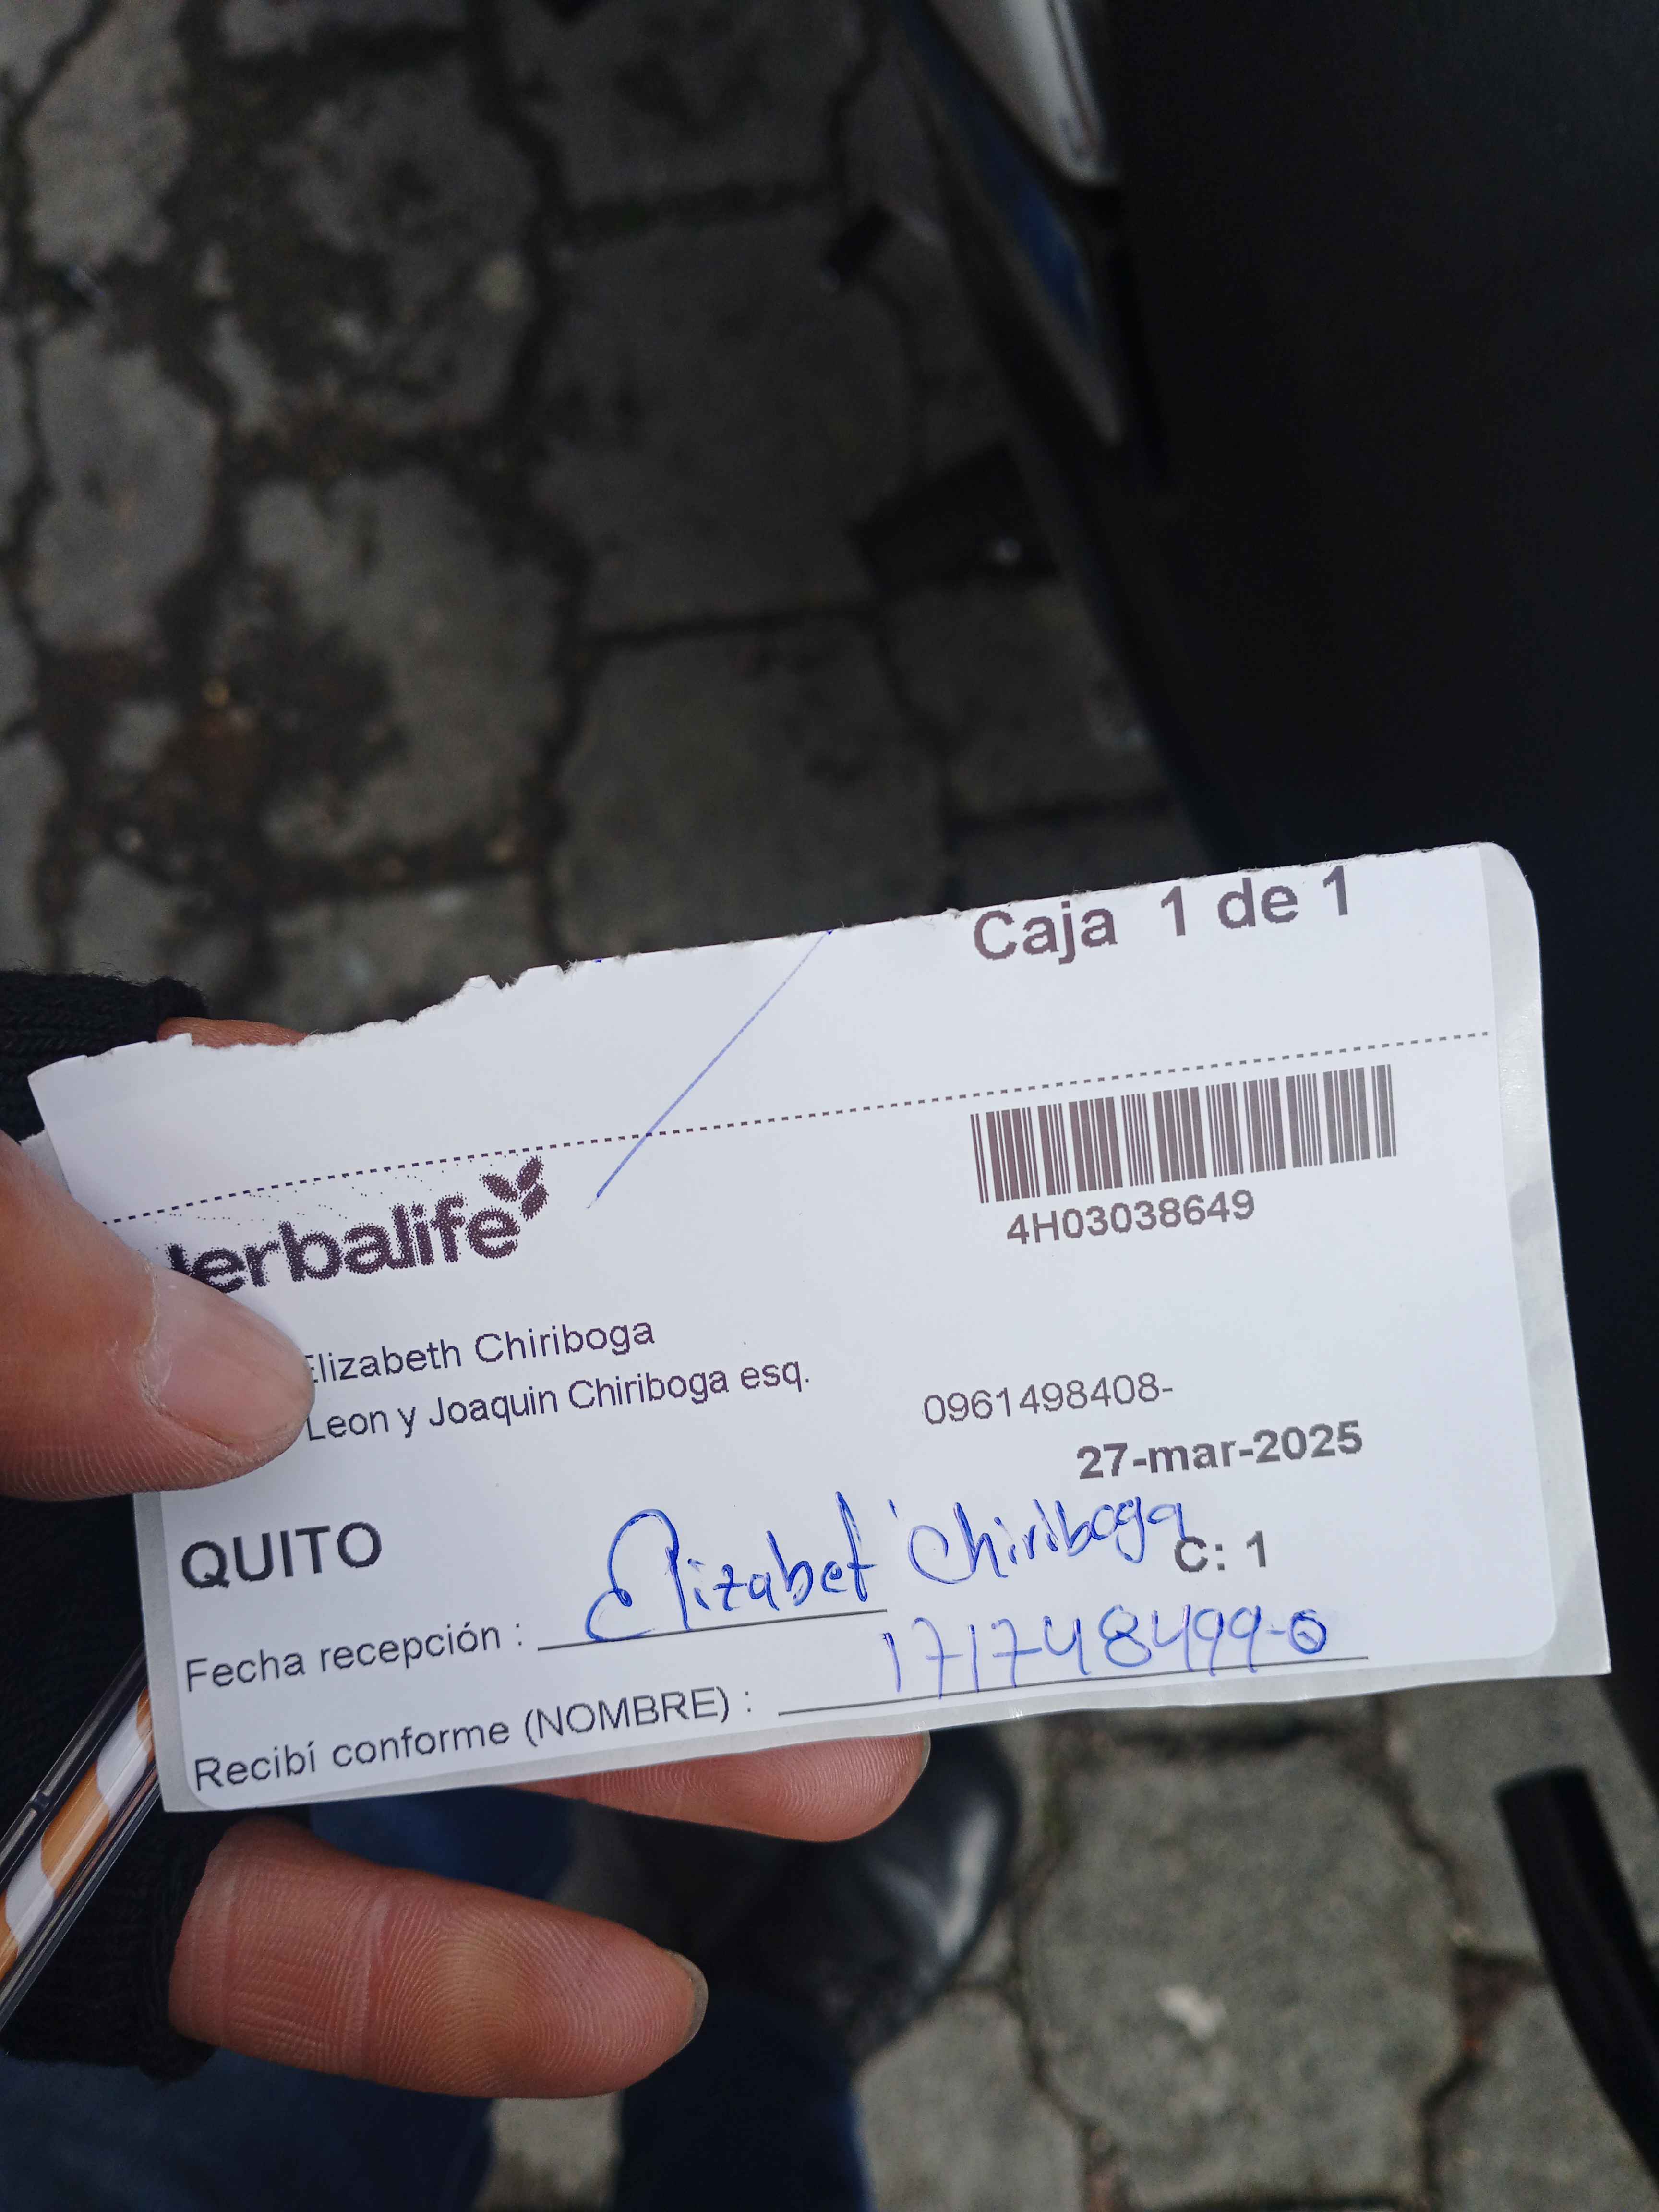 Caja 1 de 1
4H03038649
Herbalife
Elizabeth Chiriboga
Leon y Joaquin Chiriboga esq.
0961498408-
27-mar-2025
QUITO
C: 1
Fecha recepción : Elizabet Chiriboga
Recibí conforme (NOMBRE) : 171748499-0